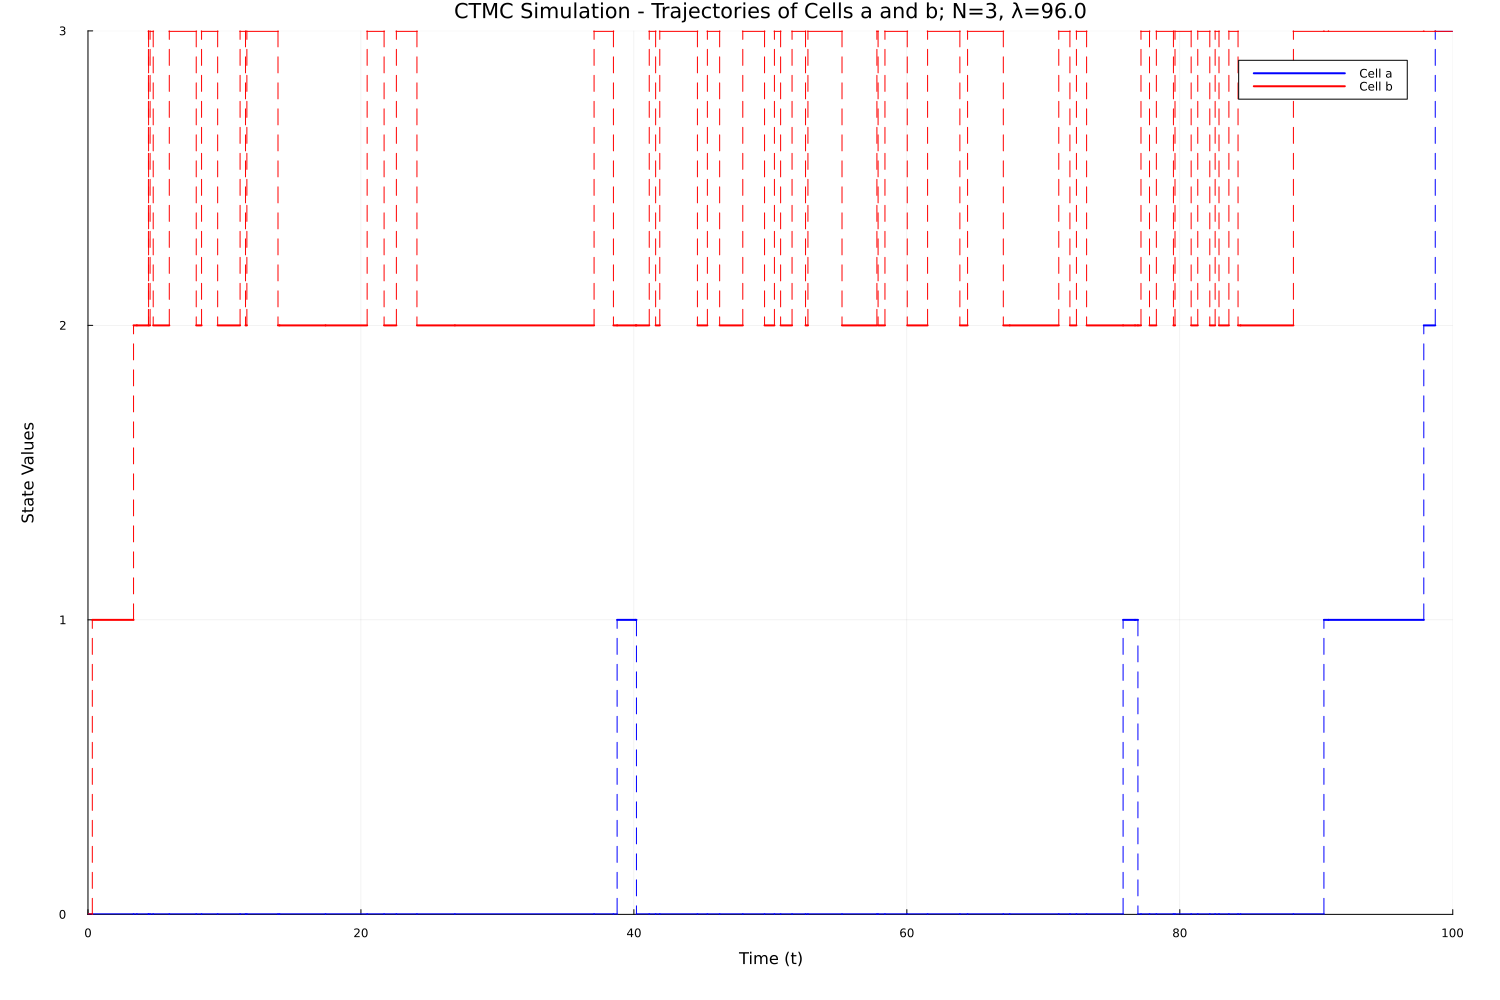 CTMC Simulation - Trajectories of Cells a and b; N=3, λ=96.0
3
Cell a
Cell b
2
State Values
1
0
0 20 40 60 80 100
Time (t)